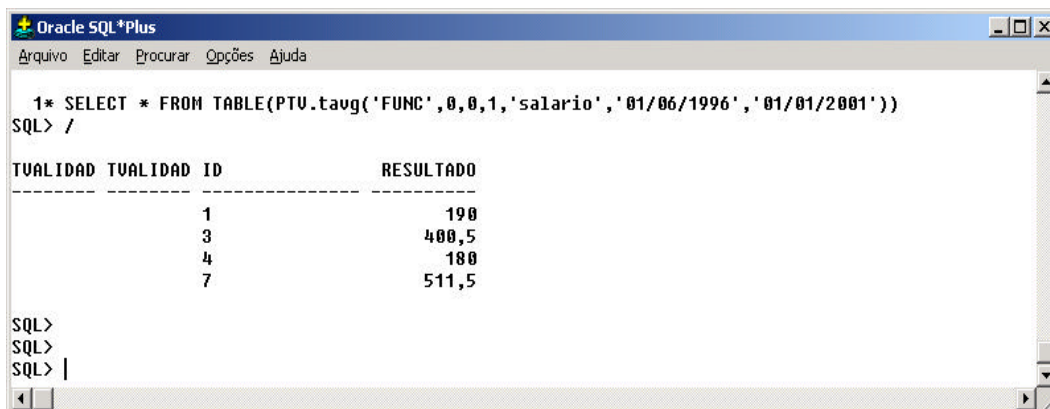 Oracle SQL*Plus
Arquivo Editar Procurar Opções Ajuda
1* SELECT * FROM TABLE(PTV.tavg('FUNC',0,0,1,'salario','01/06/1996','01/01/2001'))
SQL> /
TVALIDAD TVALIDAD ID RESULTADO
-------- -------- --------------- ----------
1 190
3 400,5
4 180
7 511,5
SQL>
SQL>
SQL>